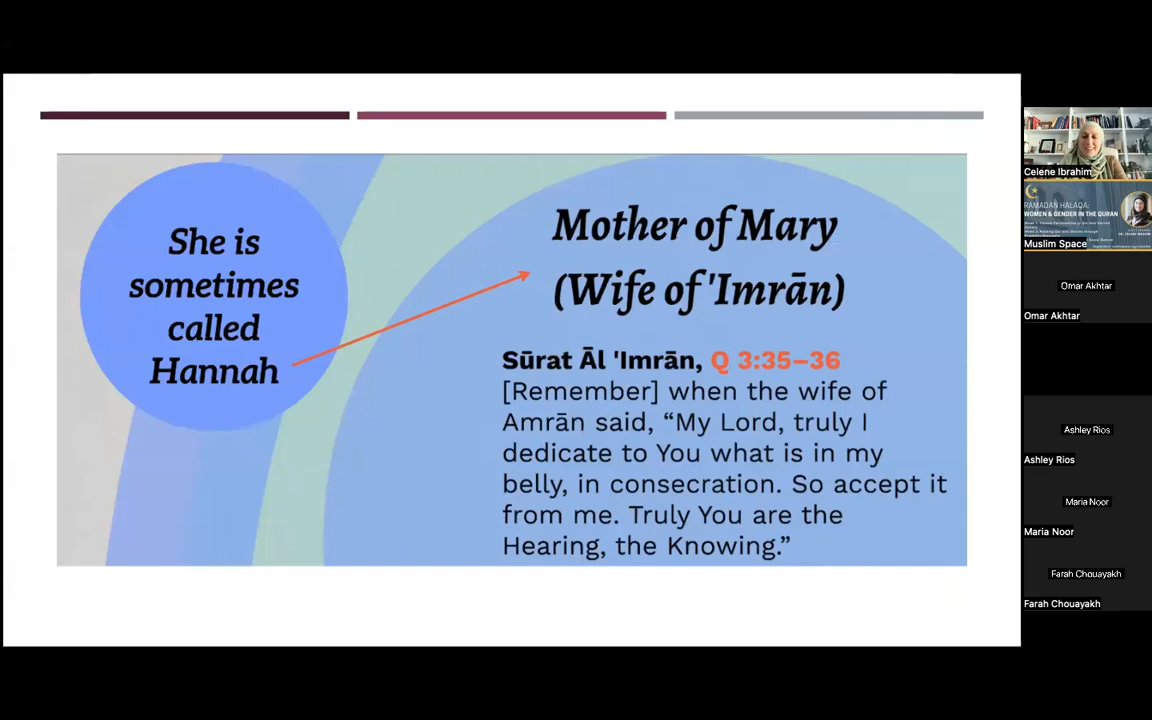 She is
sometimes
called
Hannah
Mother of Mary
(Wife of 'Imrān)
Sūrat Āl 'Imrān, Q 3:35–36
[Remember] when the wife of
Amrān said, “My Lord, truly I
dedicate to You what is in my
belly, in consecration. So accept it
from me. Truly You are the
Hearing, the Knowing.”
Celene Ibrahim
RAMADAN HALAQA:
WOMEN & GENDER IN THE QURAN
Muslim Space
Omar Akhtar
Omar Akhtar
Ashley Rios
Ashley Rios
Maria Noor
Maria Noor
Farah Chouayakh
Farah Chouayakh